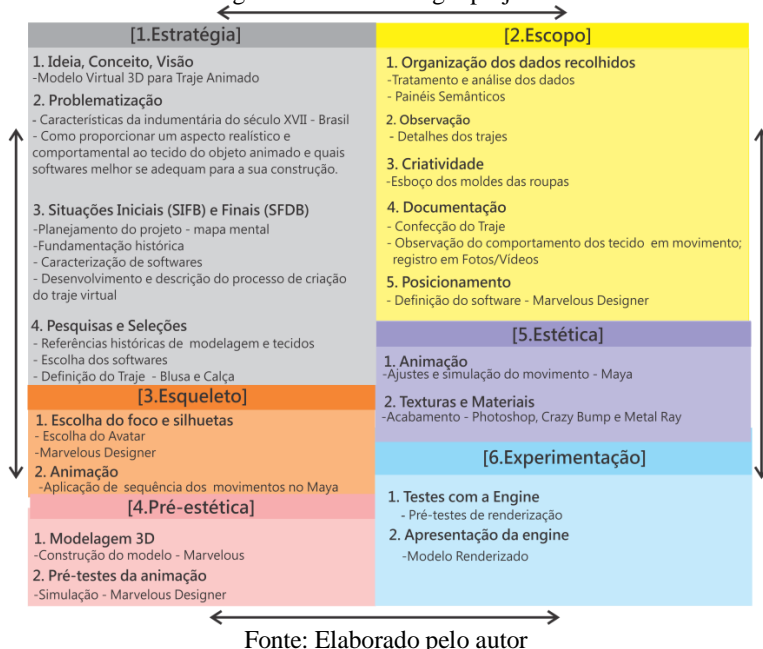 [1.Estratégia]
1. Ideia, Conceito, Visão
-Modelo Virtual 3D para Traje Animado
2. Problematização
- Características da indumentária do século XVII - Brasil
- Como proporcionar um aspecto realístico e
comportamental ao tecido do objeto animado e quais
softwares melhor se adequam para a sua construção.
3. Situações Iniciais (SIFB) e Finais (SFDB)
-Planejamento do projeto - mapa mental
-Fundamentação histórica
- Caracterização de softwares
- Desenvolvimento e descrição do processo de criação
do traje virtual
4. Pesquisas e Seleções
- Referências históricas de modelagem e tecidos
- Escolha dos softwares
- Definição do Traje - Blusa e Calça
[2.Escopo]
1. Organização dos dados recolhidos
-Tratamento e análise dos dados
- Painéis Semânticos
2. Observação
- Detalhes dos trajes
3. Criatividade
-Esboço dos moldes das roupas
4. Documentação
- Confecção do Traje
- Observação do comportamento dos tecido em movimento;
registro em Fotos/Vídeos
5. Posicionamento
- Definição do software - Marvelous Designer
[3.Esqueleto]
1. Escolha do foco e silhuetas
- Escolha do Avatar
-Marvelous Designer
2. Animação
-Aplicação de sequência dos movimentos no Maya
[4.Pré-estética]
1. Modelagem 3D
-Construção do modelo - Marvelous
2. Pré-testes da animação
-Simulação - Marvelous Designer
[5.Estética]
1. Animação
-Ajustes e simulação do movimento - Maya
2. Texturas e Materiais
-Acabamento - Photoshop, Crazy Bump e Metal Ray
[6.Experimentação]
1. Testes com a Engine
- Pré-testes de renderização
2. Apresentação da engine
-Modelo Renderizado
Fonte: Elaborado pelo autor